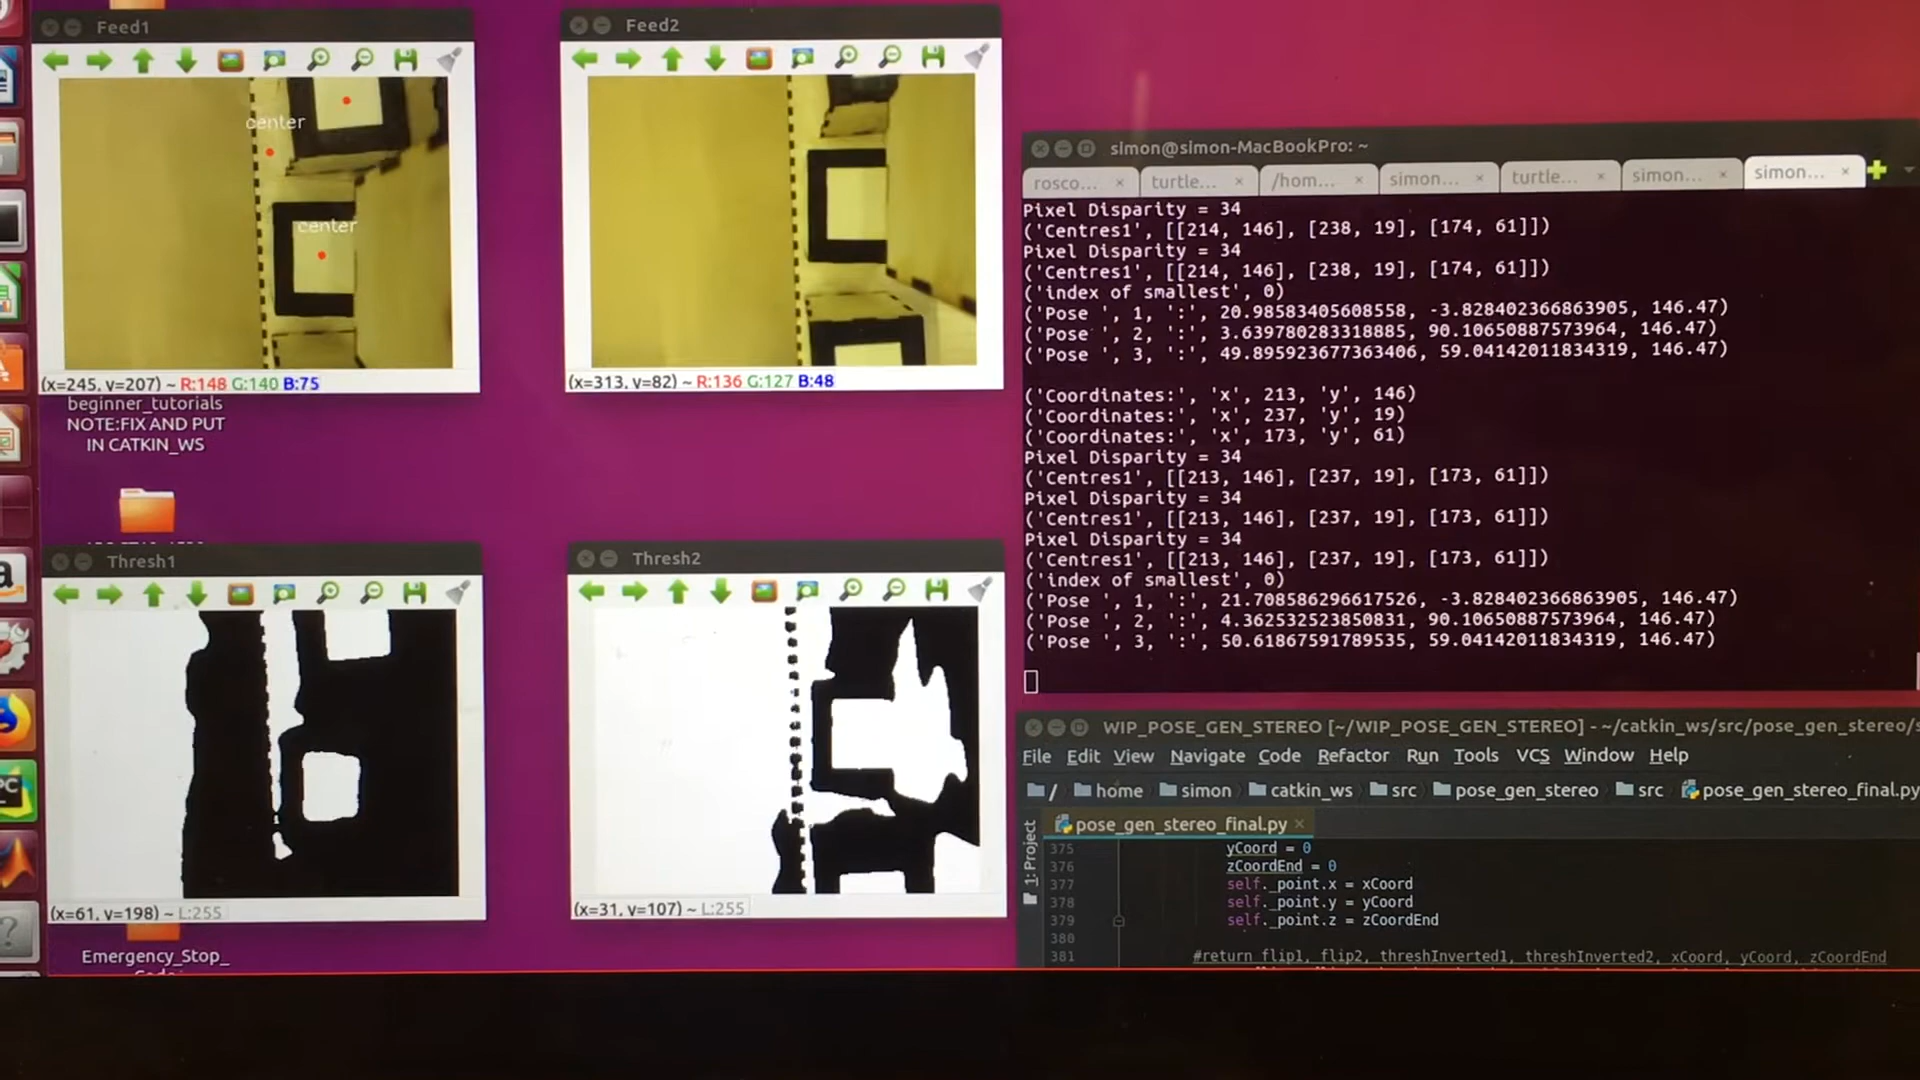 Feed1
center
center
(x=245, y=207) ~ R:148 G:140 B:75
Feed2
(x=313, y=82) ~ R:136 G:127 B:48
beginner_tutorials
NOTE:FIX AND PUT
IN CATKIN_WS
Thresh1
(x=61, y=198) ~ L:255
Thresh2
(x=31, y=107) ~ L:255
Emergency_Stop_
simon@simon-MacBookPro: ~
rosco... × turtle... × /hom... × simon... × turtle... × simon... × simon... ×
Pixel Disparity = 34
('Centres1', [[214, 146], [238, 19], [174, 61]])
Pixel Disparity = 34
('Centres1', [[214, 146], [238, 19], [174, 61]])
('index of smallest', 0)
('Pose ', 1, ':', 20.98583405608558, -3.828402366863905, 146.47)
('Pose ', 2, ':', 3.639780283318885, 90.10650887573964, 146.47)
('Pose ', 3, ':', 49.895923677363406, 59.04142011834319, 146.47)
('Coordinates:', 'x', 213, 'y', 146)
('Coordinates:', 'x', 237, 'y', 19)
('Coordinates:', 'x', 173, 'y', 61)
Pixel Disparity = 34
('Centres1', [[213, 146], [237, 19], [173, 61]])
Pixel Disparity = 34
('Centres1', [[213, 146], [237, 19], [173, 61]])
Pixel Disparity = 34
('Centres1', [[213, 146], [237, 19], [173, 61]])
('index of smallest', 0)
('Pose ', 1, ':', 21.708586296617526, -3.828402366863905, 146.47)
('Pose ', 2, ':', 4.362532523850831, 90.10650887573964, 146.47)
('Pose ', 3, ':', 50.61867591789535, 59.04142011834319, 146.47)
WIP_POSE_GEN_STEREO [~/WIP_POSE_GEN_STEREO] - ~/catkin_ws/src/pose_gen_stereo/s
File Edit View Navigate Code Refactor Run Tools VCS Window Help
/ home simon catkin_ws src pose_gen_stereo src pose_gen_stereo_final.py
1: Project
pose_gen_stereo_final.py ×
375 yCoord = 0
376 zCoordEnd = 0
377 self._point.x = xCoord
378 self._point.y = yCoord
379 self._point.z = zCoordEnd
380
381 #return flip1, flip2, threshInverted1, threshInverted2, xCoord, yCoord, zCoordEnd